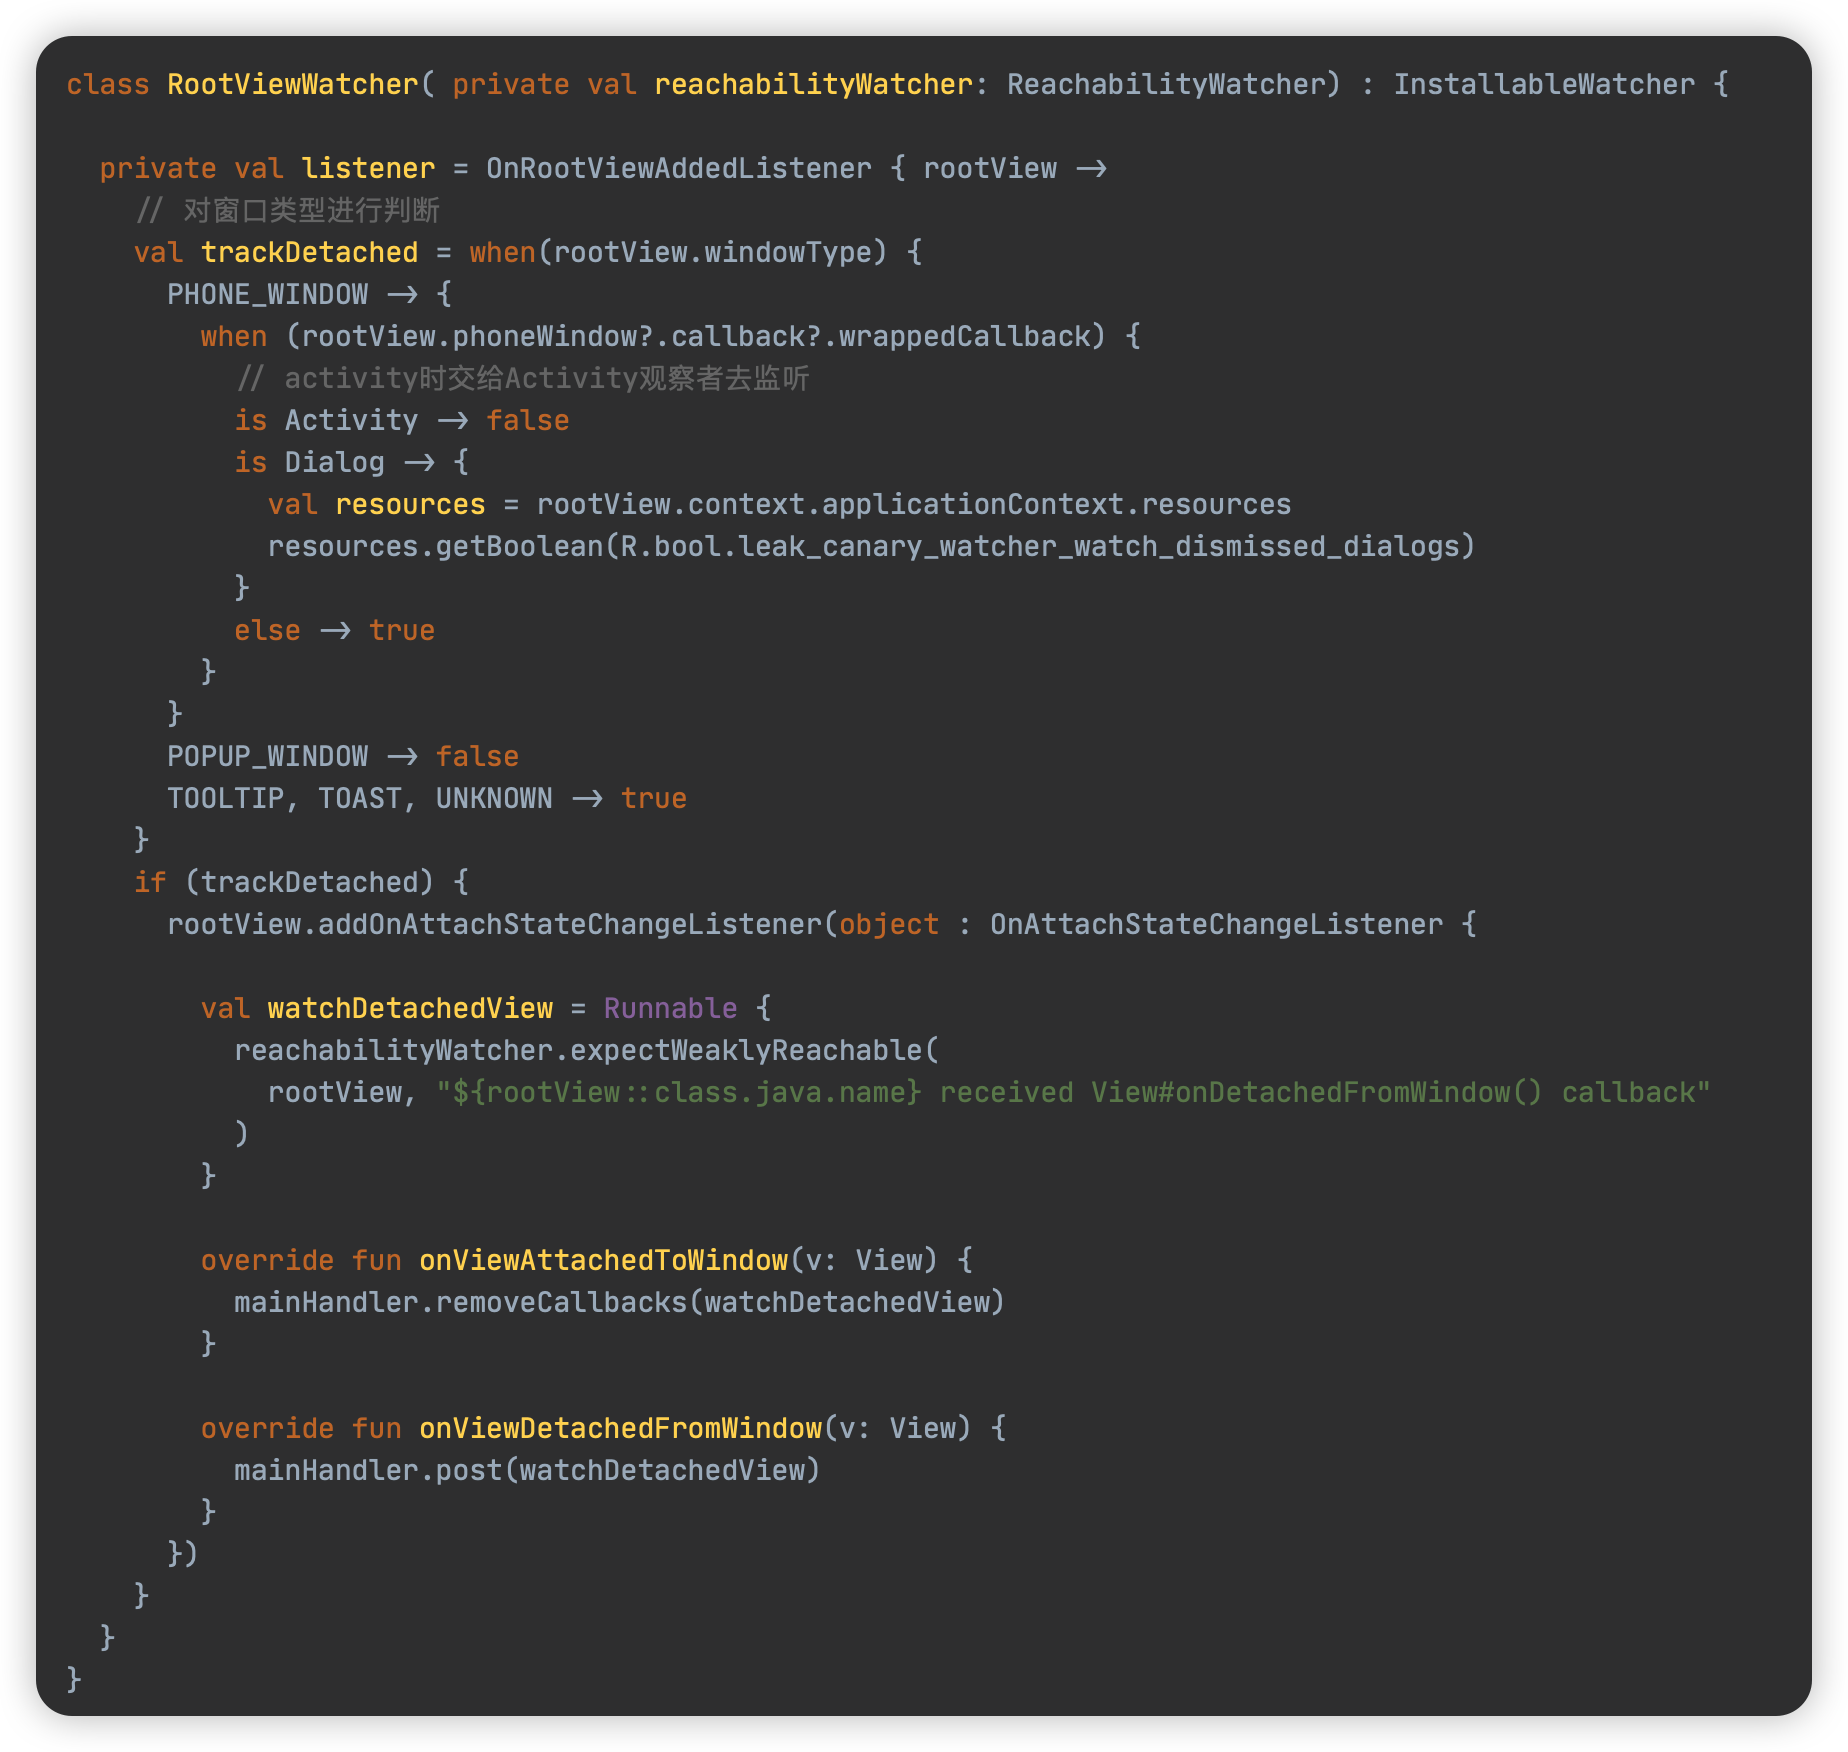 class RootViewWatcher( private val reachabilityWatcher: ReachabilityWatcher) : InstallableWatcher {
private val listener = OnRootViewAddedListener { rootView ->
// 对窗口类型进行判断
val trackDetached = when(rootView.windowType) {
PHONE_WINDOW -> {
when (rootView.phoneWindow?.callback?.wrappedCallback) {
// activity时交给Activity观察者去监听
is Activity -> false
is Dialog -> {
val resources = rootView.context.applicationContext.resources
resources.getBoolean(R.bool.leak_canary_watcher_watch_dismissed_dialogs)
}
else -> true
}
}
POPUP_WINDOW -> false
TOOLTIP, TOAST, UNKNOWN -> true
}
if (trackDetached) {
rootView.addOnAttachStateChangeListener(object : OnAttachStateChangeListener {
val watchDetachedView = Runnable {
reachabilityWatcher.expectWeaklyReachable(
rootView, "${rootView::class.java.name} received View#onDetachedFromWindow() callback"
)
}
override fun onViewAttachedToWindow(v: View) {
mainHandler.removeCallbacks(watchDetachedView)
}
override fun onViewDetachedFromWindow(v: View) {
mainHandler.post(watchDetachedView)
}
})
}
}
}